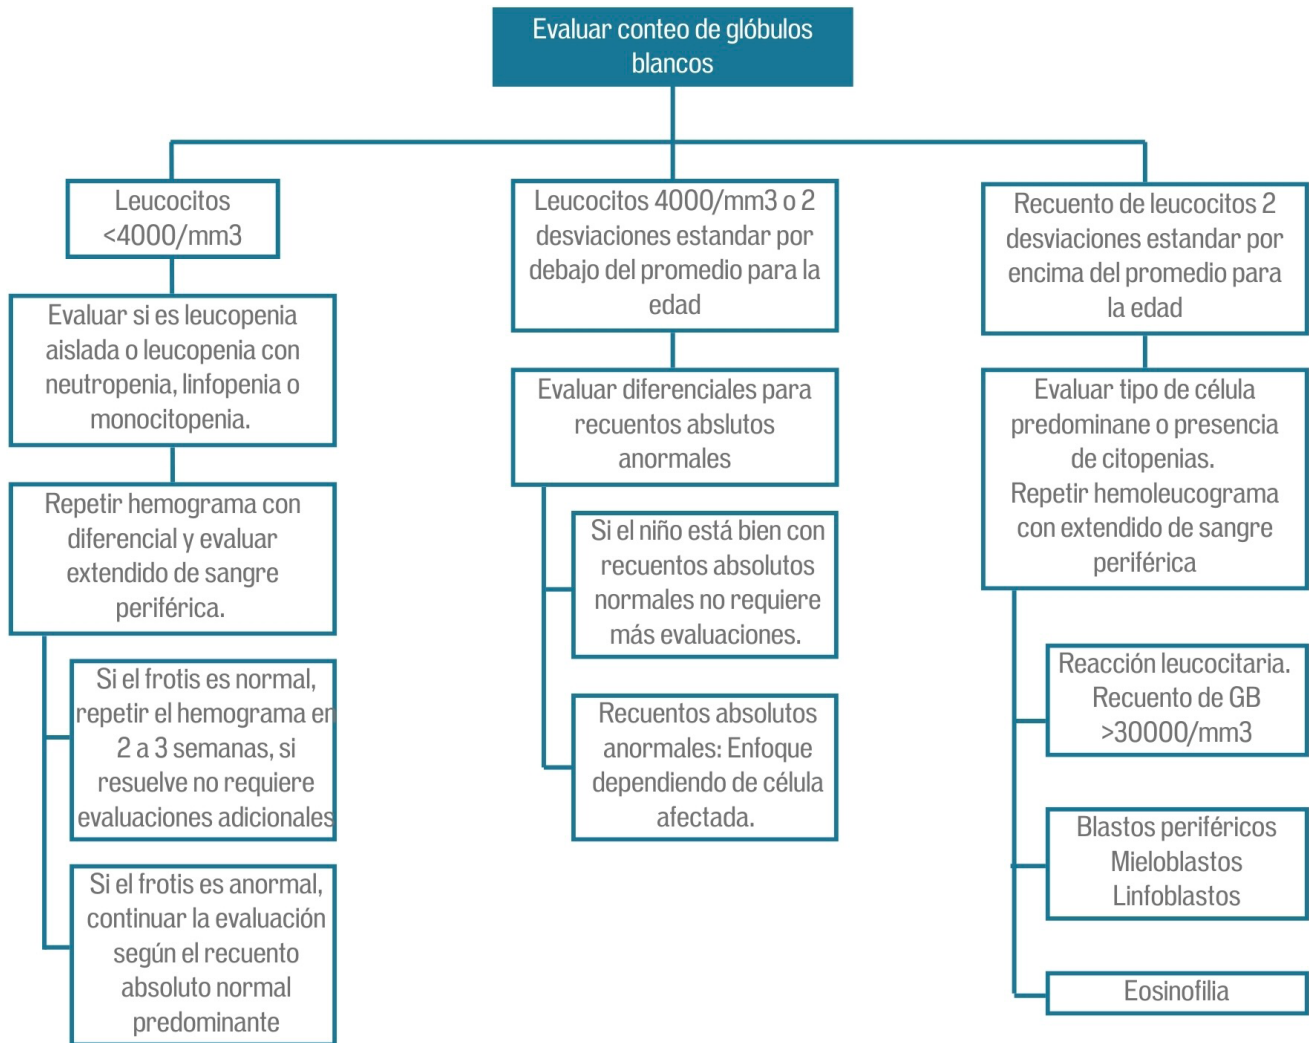 Evaluar conteo de glóbulos
blancos
Leucocitos
<4000/mm3
Evaluar si es leucopenia
aislada o leucopenia con
neutropenia, linfopenia o
monocitopenia.
Repetir hemograma con
diferencial y evaluar
extendido de sangre
periférica.
Si el frotis es normal,
repetir el hemograma en
2 a 3 semanas, si
resuelve no requiere
evaluaciones adicionales
Si el frotis es anormal,
continuar la evaluación
según el recuento
absoluto normal
predominante
Leucocitos 4000/mm3 o 2
desviaciones estandar por
debajo del promedio para la
edad
Evaluar diferenciales para
recuentos abslutos
anormales
Si el niño está bien con
recuentos absolutos
normales no requiere
más evaluaciones.
Recuentos absolutos
anormales: Enfoque
dependiendo de célula
afectada.
Recuento de leucocitos 2
desviaciones estandar por
encima del promedio para
la edad
Evaluar tipo de célula
predominane o presencia
de citopenias.
Repetir hemoleucograma
con extendido de sangre
periférica
Reacción leucocitaria.
Recuento de GB
>30000/mm3
Blastos periféricos
Mieloblastos
Linfoblastos
Eosinofilia